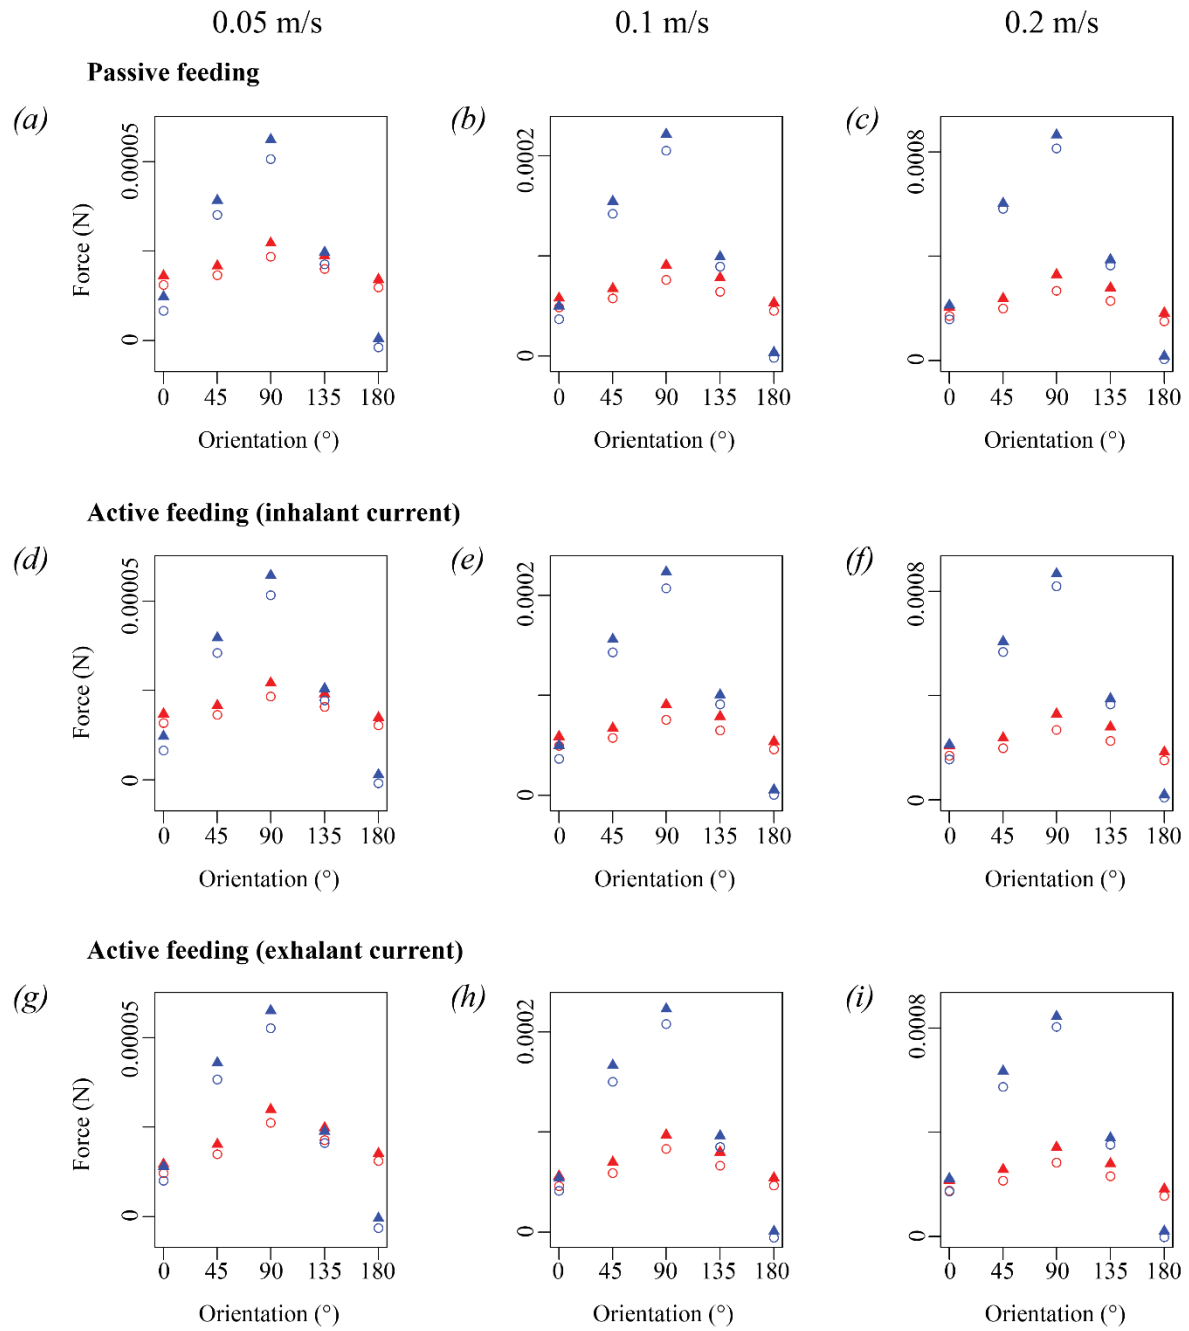 0.05 m/s 0.1 m/s 0.2 m/s
Passive feeding
(a) (b) (c)
0.00005 0.0002 0.0008
Force (N)
0 0 0
0 45 90 135 180 0 45 90 135 180 0 45 90 135 180
Orientation (°) Orientation (°) Orientation (°)
Active feeding (inhalant current)
(d) (e) (f)
0.00005 0.0002 0.0008
Force (N)
0 0 0
0 45 90 135 180 0 45 90 135 180 0 45 90 135 180
Orientation (°) Orientation (°) Orientation (°)
Active feeding (exhalant current)
(g) (h) (i)
0.00005 0.0002 0.0008
Force (N)
0 0 0
0 45 90 135 180 0 45 90 135 180 0 45 90 135 180
Orientation (°) Orientation (°) Orientation (°)